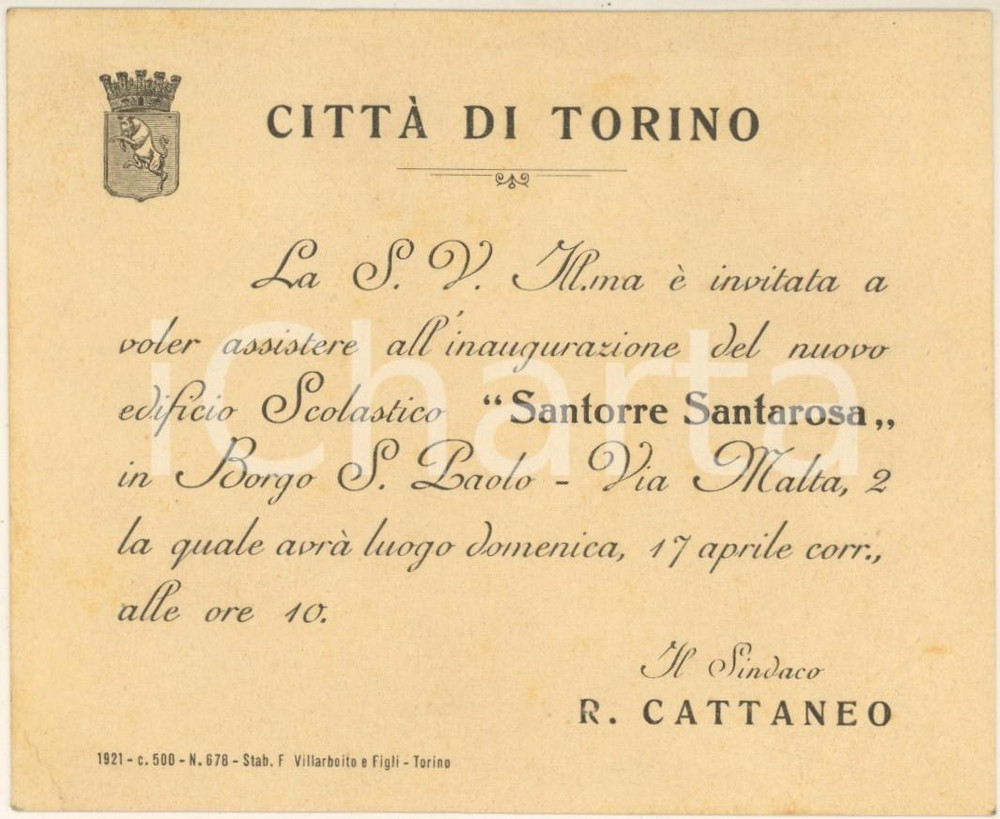 CITTÀ DI TORINO
La S. V. Ill.ma è invitata a
voler assistere all'inaugurazione del nuovo
edificio Scolastico “Santorre Santarosa„
in Borgo S. Paolo - Via Malta, 2
la quale avrà luogo domenica, 17 aprile corr.,
alle ore 10.
Il Sindaco
R. CATTANEO
1921 - c. 500 - N. 678 - Stab. F Villarboito e Figli - Torino
iCharta